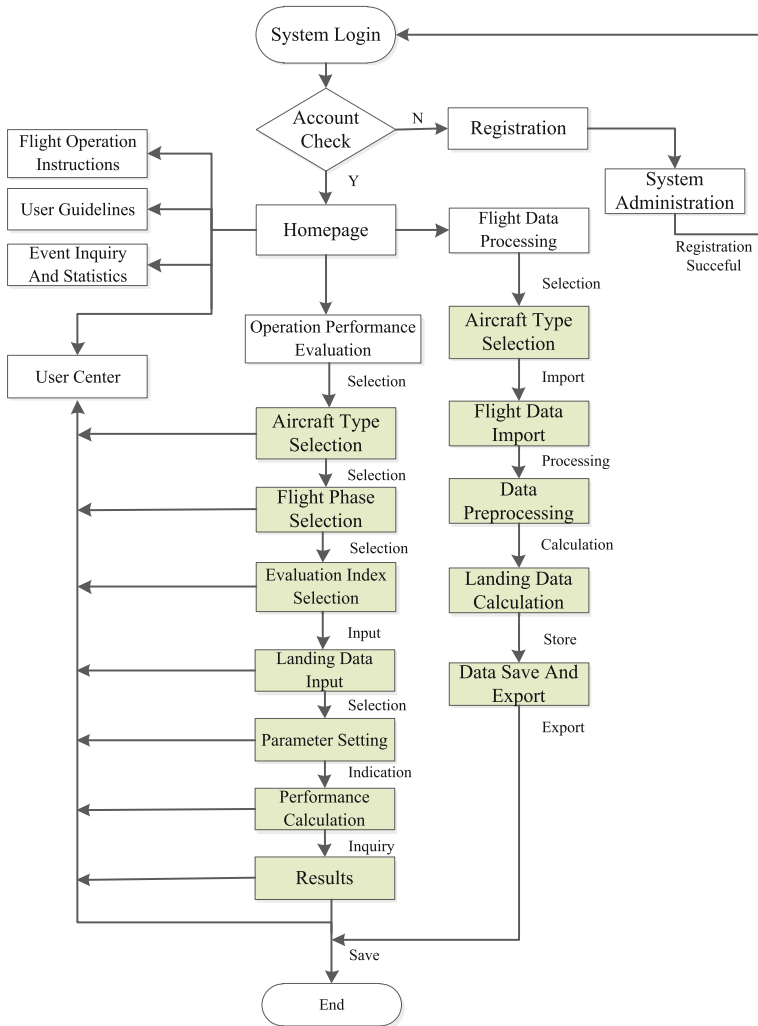 System Login
Account
Check
N
Registration
Y
System
Administration
Registration
Succeful
Flight Operation
Instructions
User Guidelines
Event Inquiry
And Statistics
User Center
Homepage
Flight Data
Processing
Selection
Aircraft Type
Selection
Import
Flight Data
Import
Processing
Data
Preprocessing
Calculation
Landing Data
Calculation
Store
Data Save And
Export
Export
Operation Performance
Evaluation
Selection
Aircraft Type
Selection
Selection
Flight Phase
Selection
Selection
Evaluation Index
Selection
Input
Landing Data
Input
Selection
Parameter Setting
Indication
Performance
Calculation
Inquiry
Results
Save
End